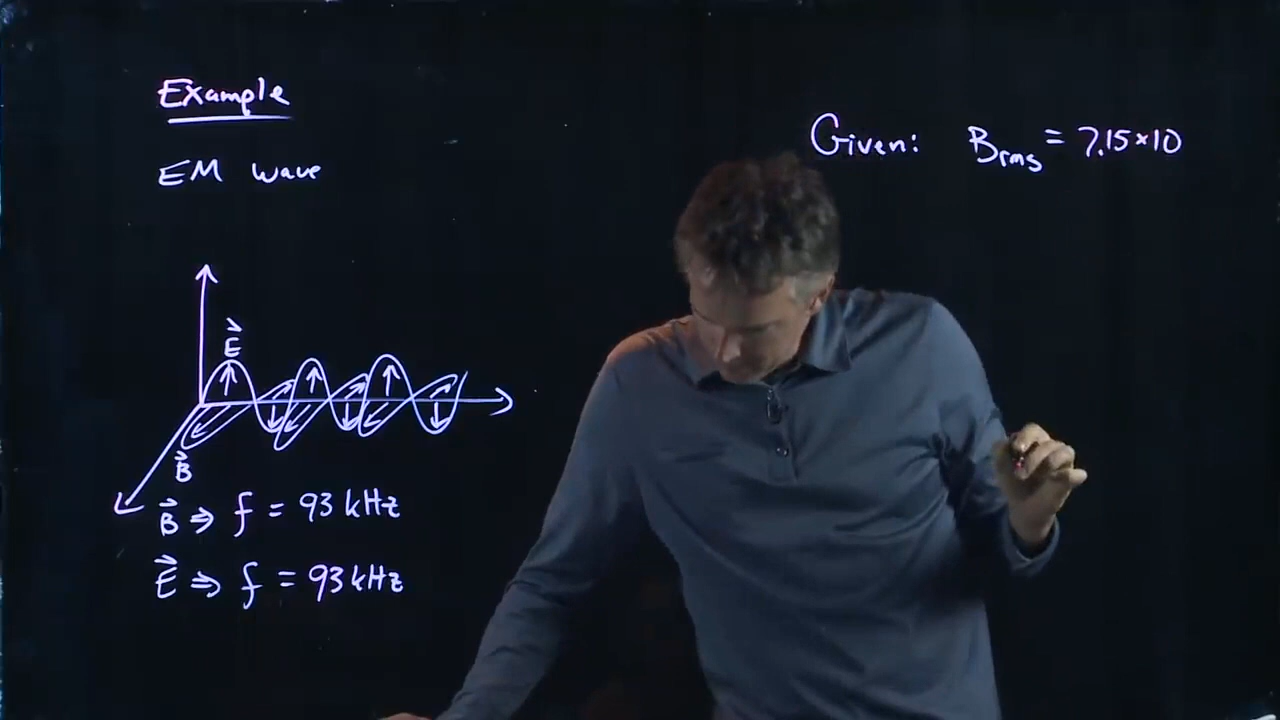 Example
EM wave
Given: Brms = 7.15×10
E⃗
B⃗
B⃗ ⇒ f = 93 kHz
E⃗ ⇒ f = 93 kHz